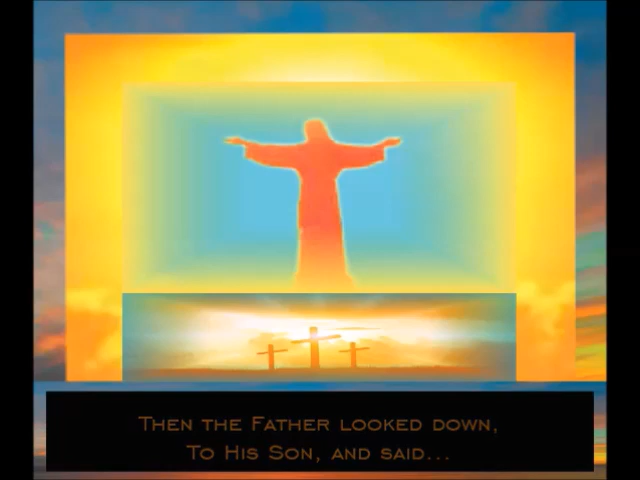 Then the Father looked down,
To His Son, and said...